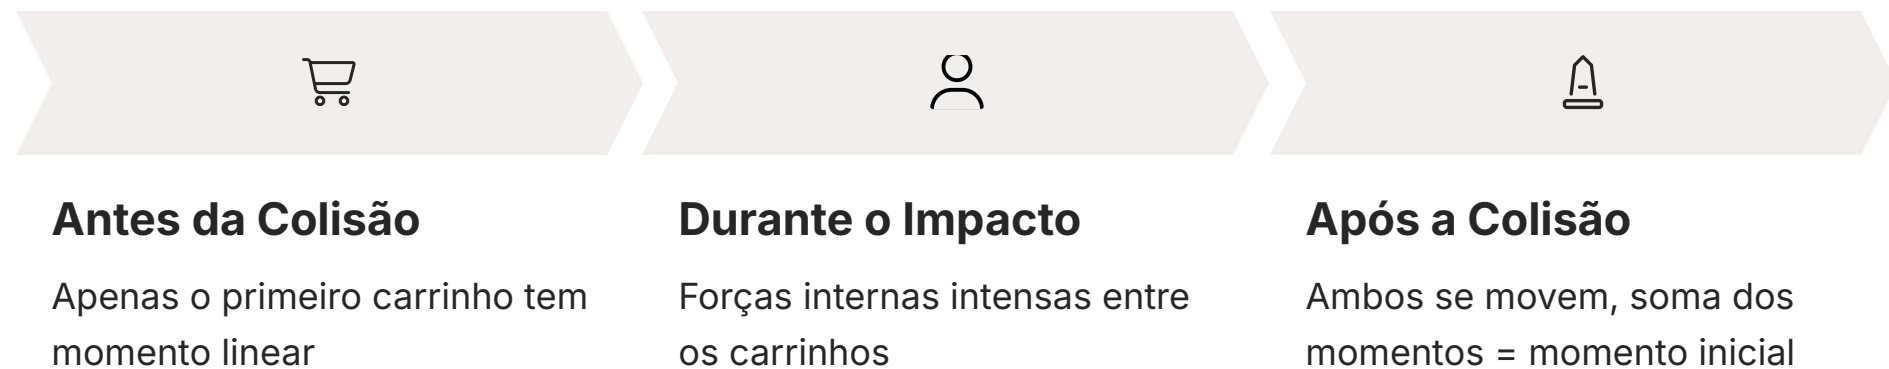 Antes da Colisão
Apenas o primeiro carrinho tem
momento linear
Durante o Impacto
Forças internas intensas entre
os carrinhos
Após a Colisão
Ambos se movem, soma dos
momentos = momento inicial